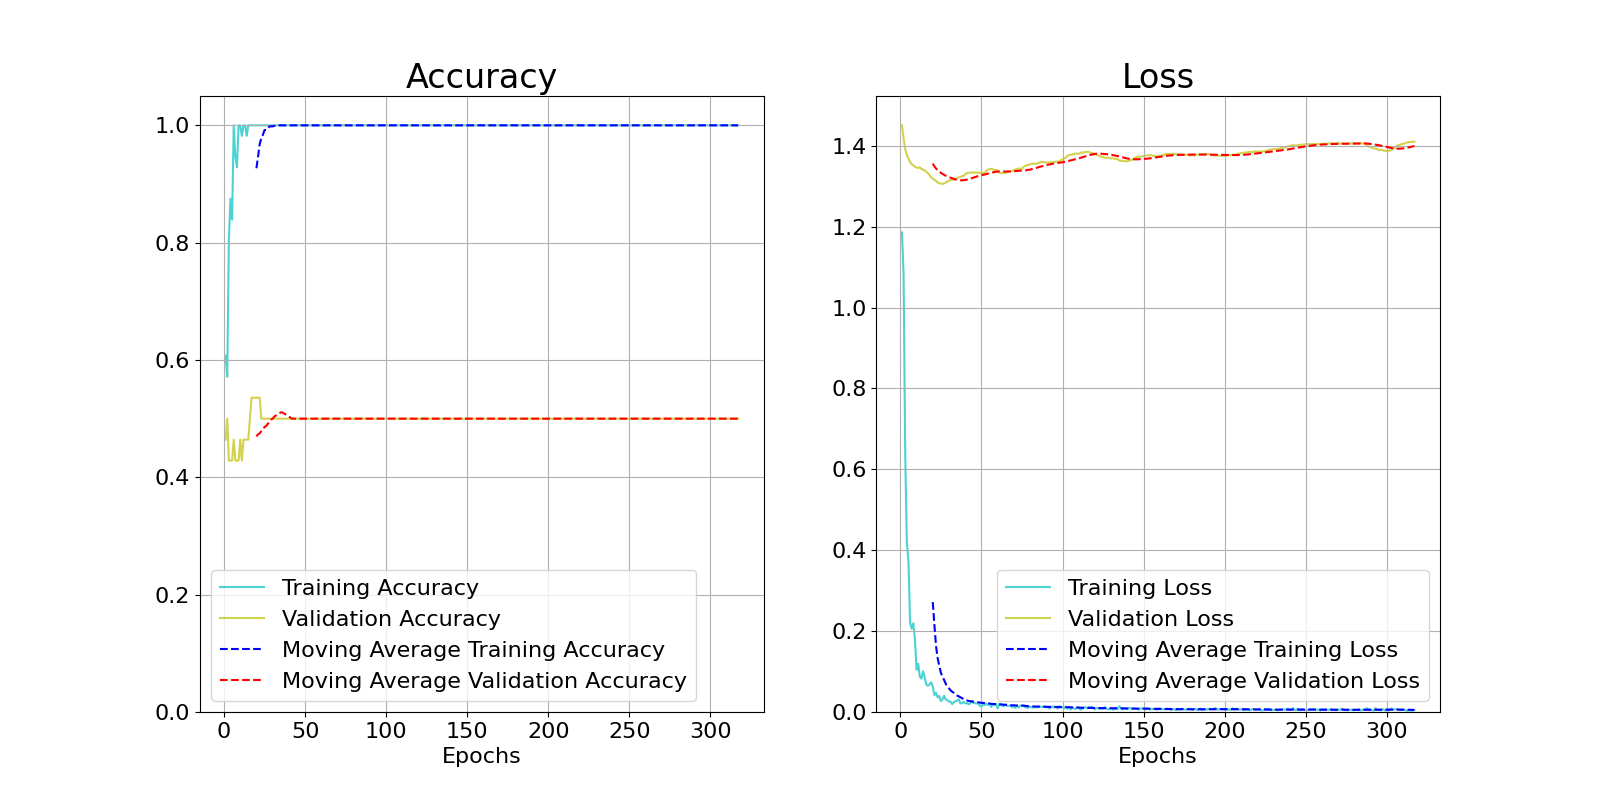 Accuracy
1.0
0.8
0.6
0.4
0.2
0.0
Training Accuracy
Validation Accuracy
Moving Average Training Accuracy
Moving Average Validation Accuracy
0 50 100 150 200 250 300
Epochs
Loss
1.4
1.2
1.0
0.8
0.6
0.4
0.2
0.0
Training Loss
Validation Loss
Moving Average Training Loss
Moving Average Validation Loss
0 50 100 150 200 250 300
Epochs